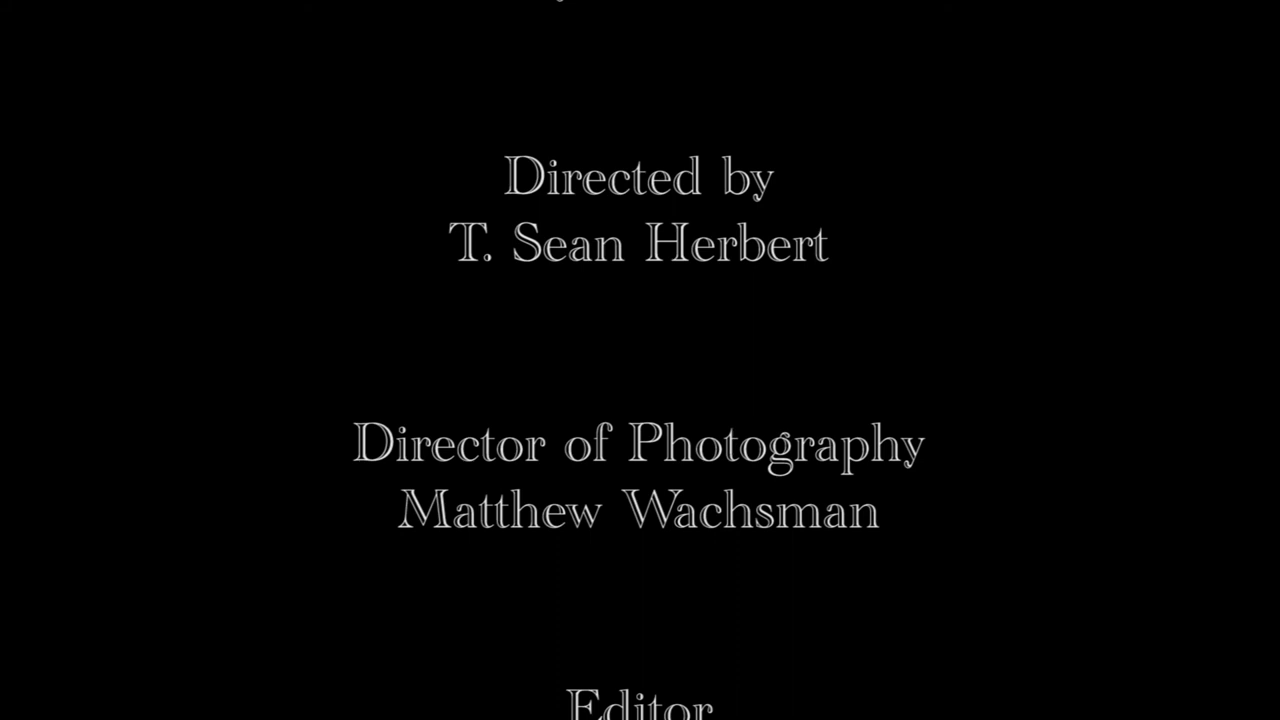 Directed by
T. Sean Herbert
Director of Photography
Matthew Wachsman
Editor